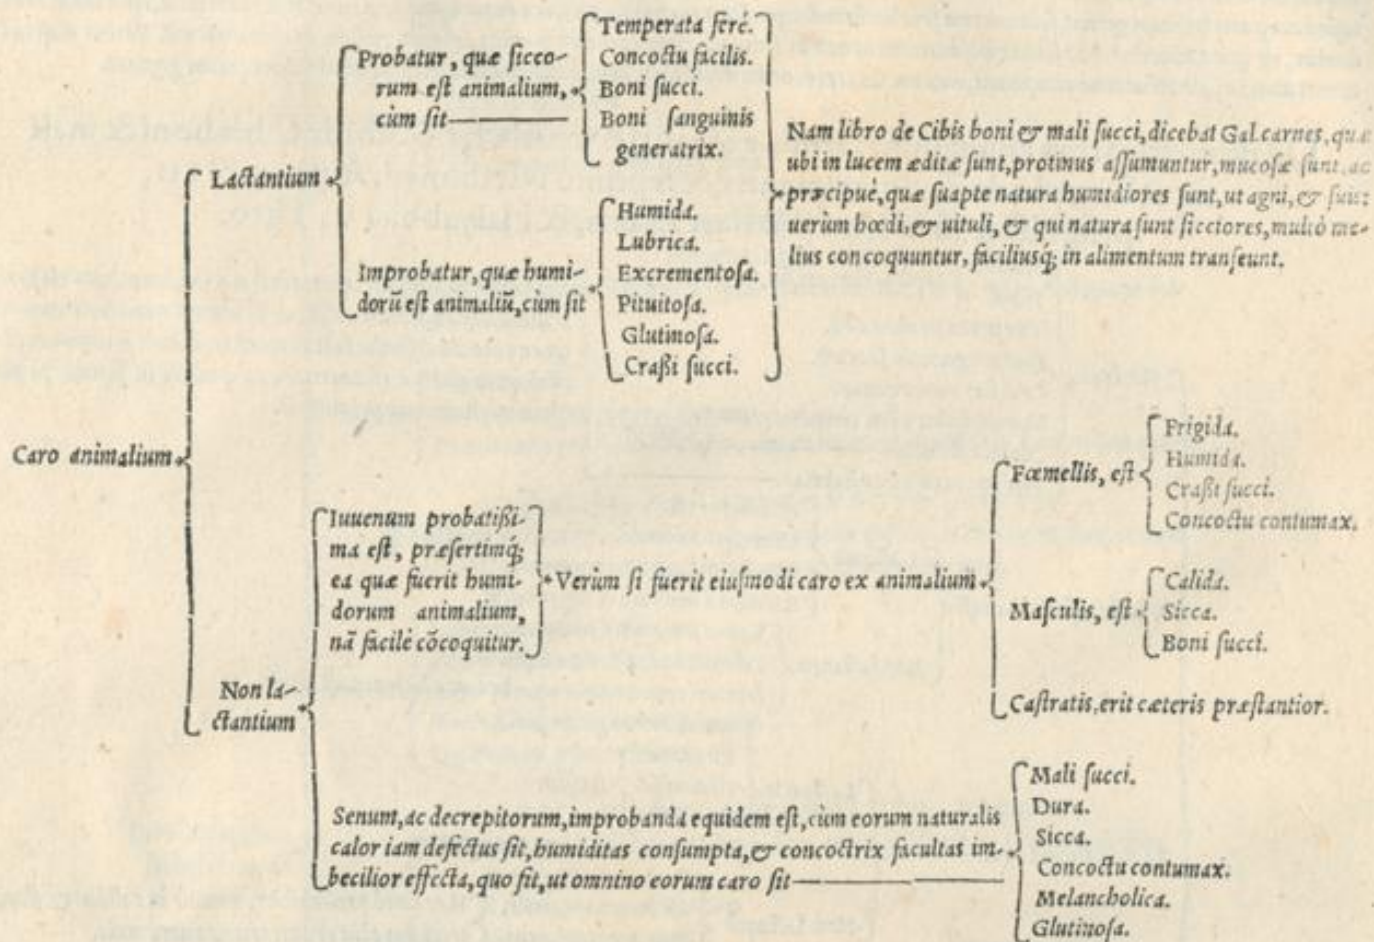 Caro animalium
Lactantium
Probatur, quæ ſicco-
rum eſt animalium,
cùm ſit
Temperata ferè.
Concoctu facilis.
Boni ſucci.
Boni ſanguinis
generatrix.
Improbatur, quæ humi-
dorũ eſt animaliũ, cùm ſit
Humida.
Lubrica.
Excrementoſa.
Pituitoſa.
Glutinoſa.
Craßi ſucci.
Nam libro de Cibis boni & mali ſucci, dicebat Gal. carnes, quæ
ubi in lucem æditæ ſunt, protinus aſſumuntur, mucoſæ ſunt, ac
præcipuè, quæ ſuapte natura humidiores ſunt, ut agni, & ſuis:
uerùm hœdi, & uituli, & qui natura ſunt ſicciores, multò me-
lius concoquuntur, faciliusq́; in alimentum tranſeunt.
Non la-
ctantium
Iuuenum probatißi-
ma eſt, præſertimq́;
ea quæ fuerit humi-
dorum animalium,
nã facilè cõcoquitur.
Verùm ſi fuerit eiuſmodi caro ex animalium
Fœmellis, eſt
Frigida.
Humida.
Craßi ſucci.
Concoctu contumax.
Maſculis, eſt
Calida.
Sicca.
Boni ſucci.
Caſtratis, erit cæteris præſtantior.
Senum, ac decrepitorum, improbanda equidem eſt, cùm eorum naturalis
calor iam defectus ſit, humiditas conſumpta, & concoctrix facultas im-
becilior effecta, quo fit, ut omnino eorum caro ſit
Mali ſucci.
Dura.
Sicca.
Concoctu contumax.
Melancholica.
Glutinoſa.